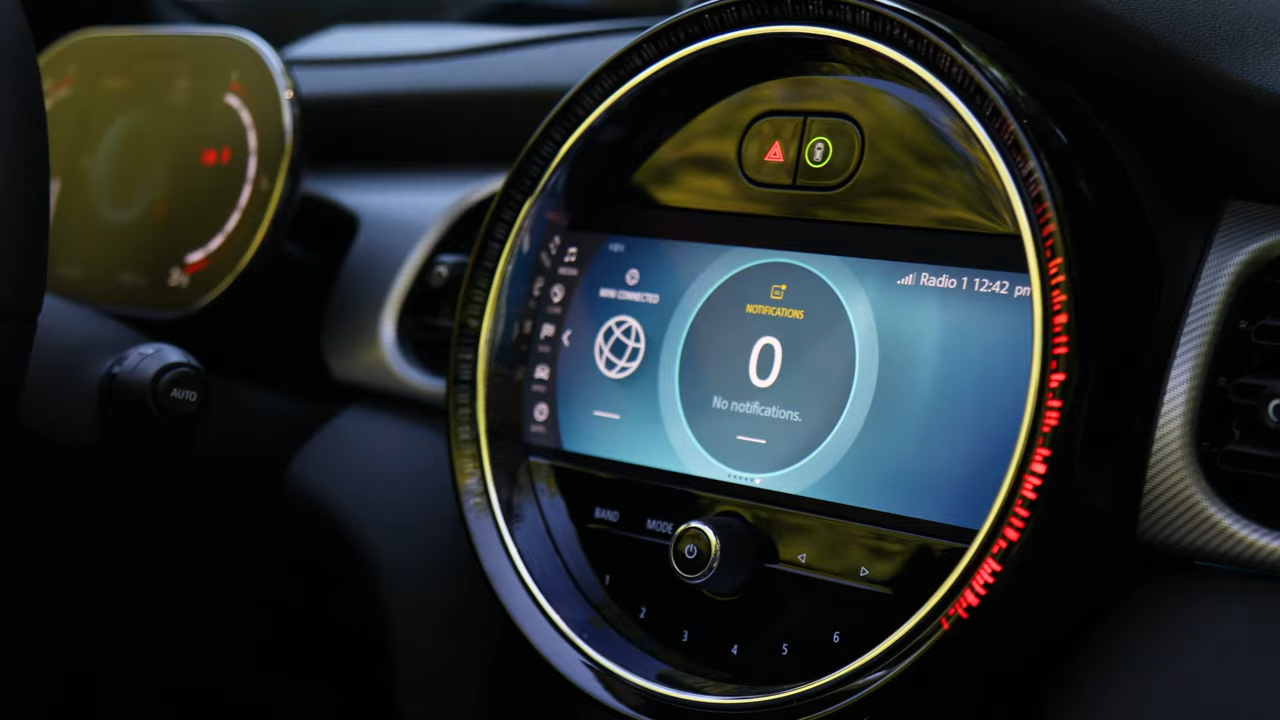 AUTO
Radio 1 12:42 pm
MINI CONNECTED
NOTIFICATIONS
0
No notifications.
BAND
MODE
1
2
3
4
5
6